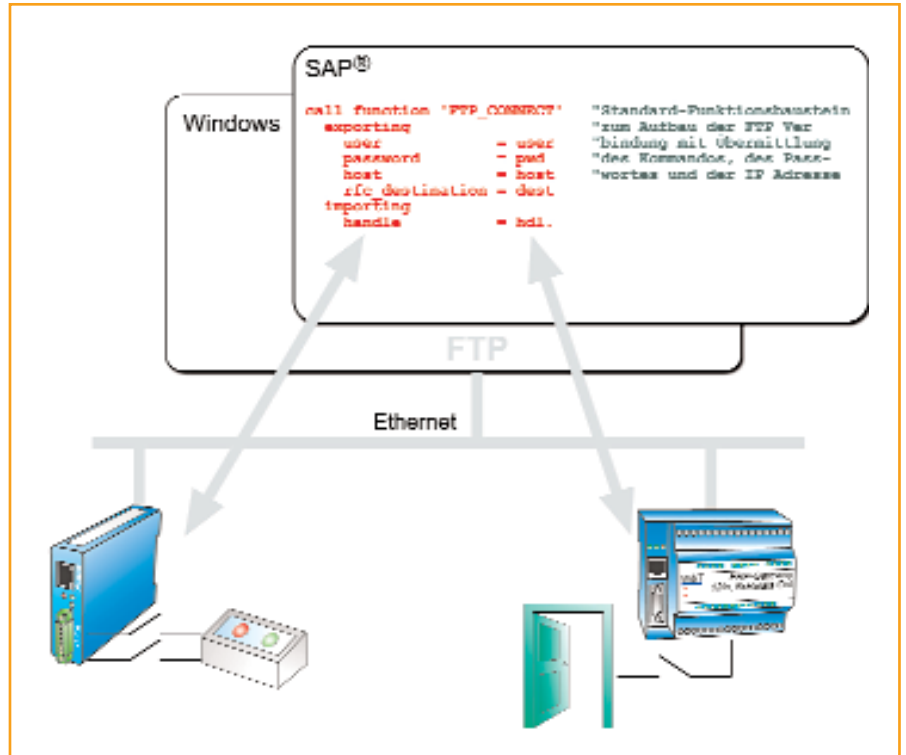 SAP®
Windows
call function 'FTP_CONNECT' "Standard-Funktionsbaustein
exporting "zum Aufbau der FTP Ver
user = user "bindung mit Übermittlung
password = pwd "des Kommandos, des Pass-
host = host "wortes und der IP Adresse
rfc_destination = dest
importing
handle = hdl.
FTP
Ethernet
W&T